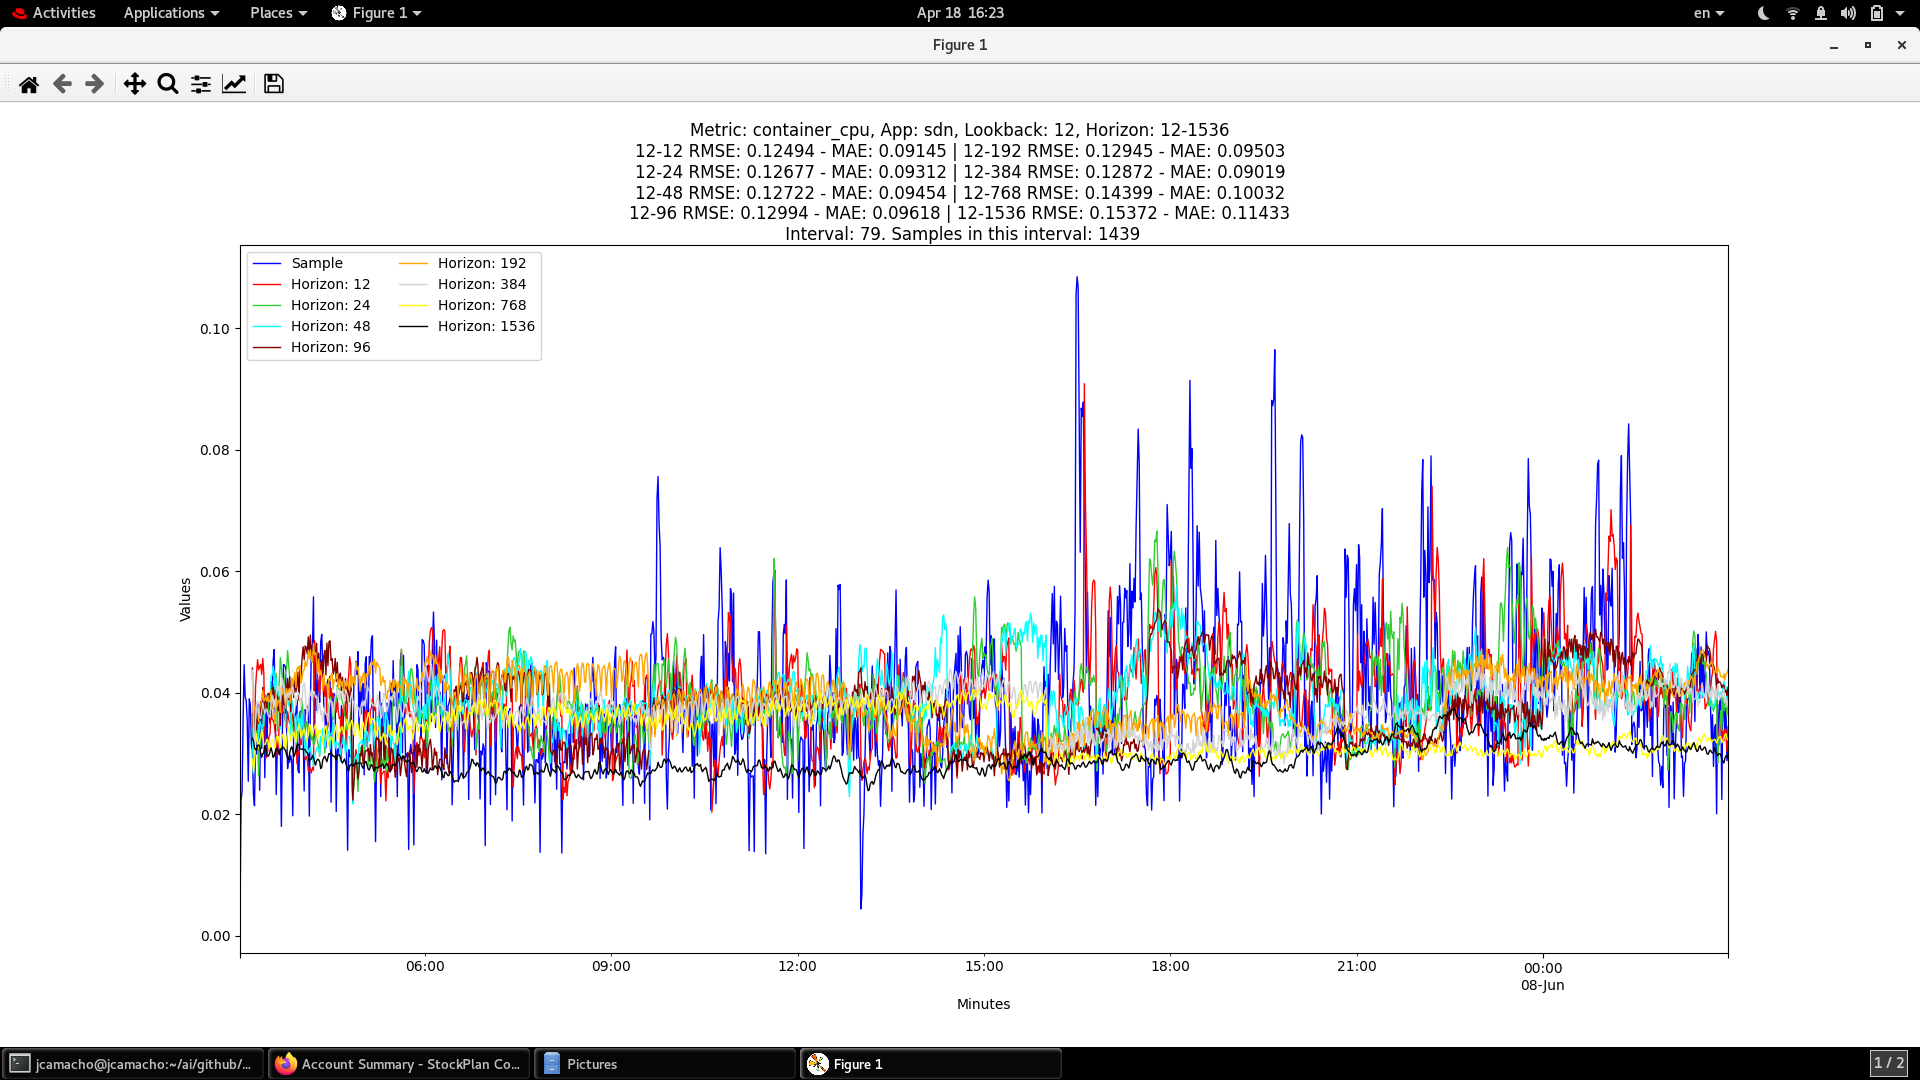 Activities Applications Places Figure 1 Apr 18 16:23 en
Figure 1
Metric: container_cpu, App: sdn, Lookback: 12, Horizon: 12-1536
12-12 RMSE: 0.12494 - MAE: 0.09145 | 12-192 RMSE: 0.12945 - MAE: 0.09503
12-24 RMSE: 0.12677 - MAE: 0.09312 | 12-384 RMSE: 0.12872 - MAE: 0.09019
12-48 RMSE: 0.12722 - MAE: 0.09454 | 12-768 RMSE: 0.14399 - MAE: 0.10032
12-96 RMSE: 0.12994 - MAE: 0.09618 | 12-1536 RMSE: 0.15372 - MAE: 0.11433
Interval: 79. Samples in this interval: 1439
Sample
Horizon: 12
Horizon: 24
Horizon: 48
Horizon: 96
Horizon: 192
Horizon: 384
Horizon: 768
Horizon: 1536
0.10
0.08
0.06
0.04
0.02
0.00
Values
06:00 09:00 12:00 15:00 18:00 21:00 00:00
08-Jun
Minutes
jcamacho@jcamacho:~/ai/github/... Account Summary - StockPlan Co... Pictures Figure 1 1 / 2